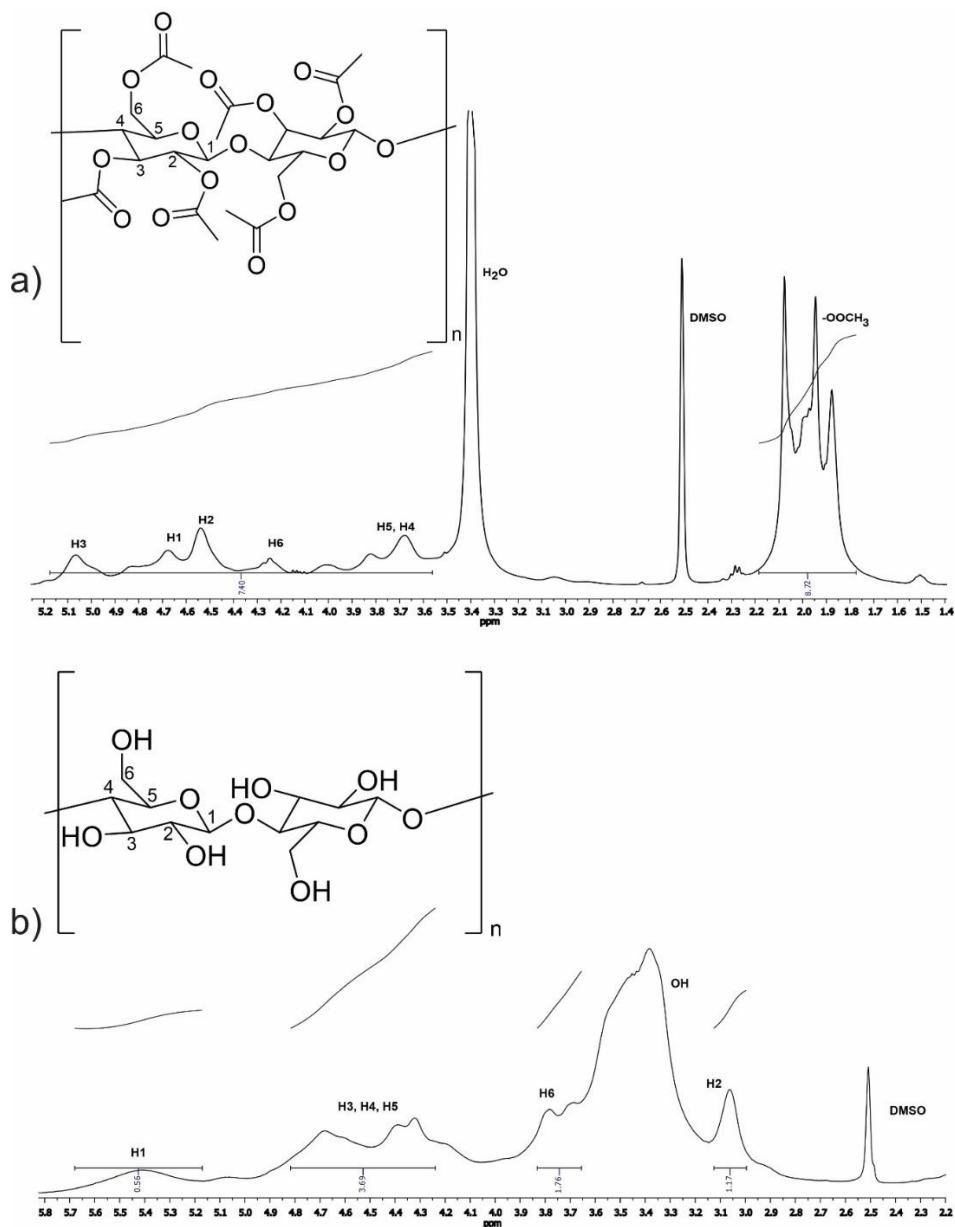 O
O
O
O
O
O
6
4
5
O
O
1
O
O
O
O
3
2
O
O
O
O
O
O
a)
n
H2O
DMSO
-OOCH3
H3
H1
H2
H6
H5, H4
7.40
8.72
5.2 5.1 5.0 4.9 4.8 4.7 4.6 4.5 4.4 4.3 4.2 4.1 4.0 3.9 3.8 3.7 3.6 3.5 3.4 3.3 3.2 3.1 3.0 2.9 2.8 2.7 2.6 2.5 2.4 2.3 2.2 2.1 2.0 1.9 1.8 1.7 1.6 1.5 1.4
ppm
OH
6
4
5
O
HO
OH
HO
3
2
1
O
OH
O
O
OH
b)
n
OH
H1
H3, H4, H5
H6
H2
DMSO
0.56
3.69
1.76
1.17
5.8 5.7 5.6 5.5 5.4 5.3 5.2 5.1 5.0 4.9 4.8 4.7 4.6 4.5 4.4 4.3 4.2 4.1 4.0 3.9 3.8 3.7 3.6 3.5 3.4 3.3 3.2 3.1 3.0 2.9 2.8 2.7 2.6 2.5 2.4 2.3 2.2
ppm